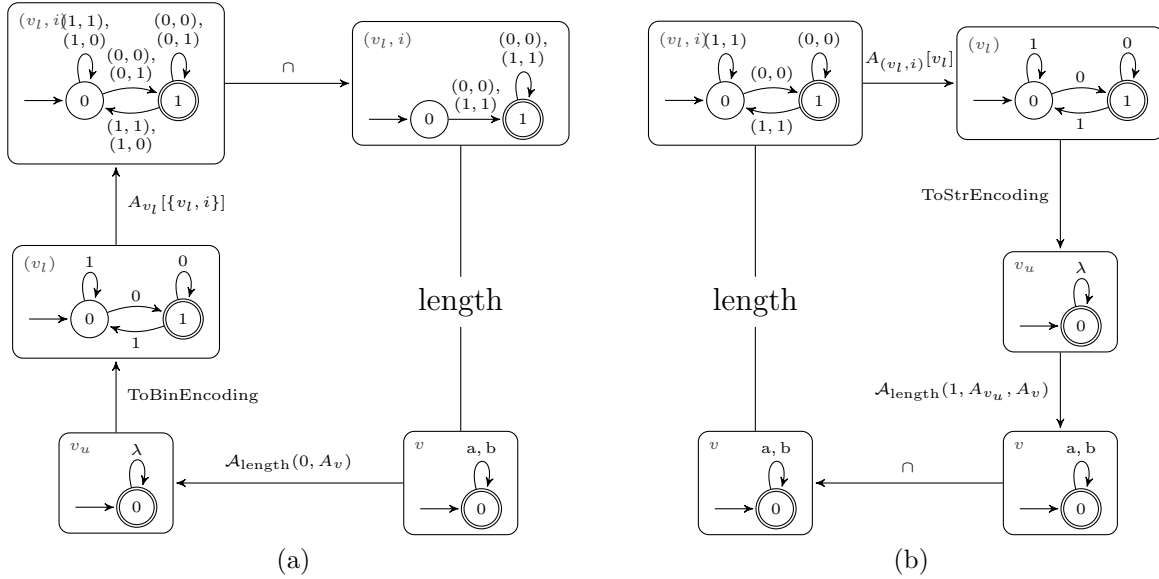 (v_l, i)
(1, 1),
(1, 0)
(0, 0),
(0, 1)
(0, 0),
(0, 1)
0
1
(1, 1),
(1, 0)
∩
(v_l, i)
(0, 0),
(1, 1)
(0, 0),
(1, 1)
0
1
A_{v_l}[{v_l, i}]
(v_l)
1
0
0
0
1
1
length
ToBinEncoding
v_u
λ
0
𝒜_length(0, A_v)
v
a, b
0
(a)
(v_l, i)
(1, 1)
(0, 0)
(0, 0)
0
1
(1, 1)
A_{(v_l, i)}[v_l]
(v_l)
1
0
0
0
1
1
ToStrEncoding
length
v_u
λ
0
𝒜_length(1, A_{v_u}, A_v)
v
a, b
0
∩
v
a, b
0
(b)